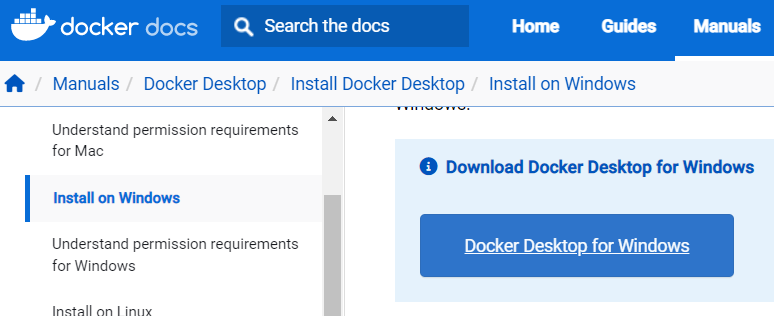 docker docs
Search the docs
Home
Guides
Manuals
/ Manuals / Docker Desktop / Install Docker Desktop / Install on Windows
Understand permission requirements
for Mac
Install on Windows
Understand permission requirements
for Windows
Install on Linux
Windows.
Download Docker Desktop for Windows
Docker Desktop for Windows